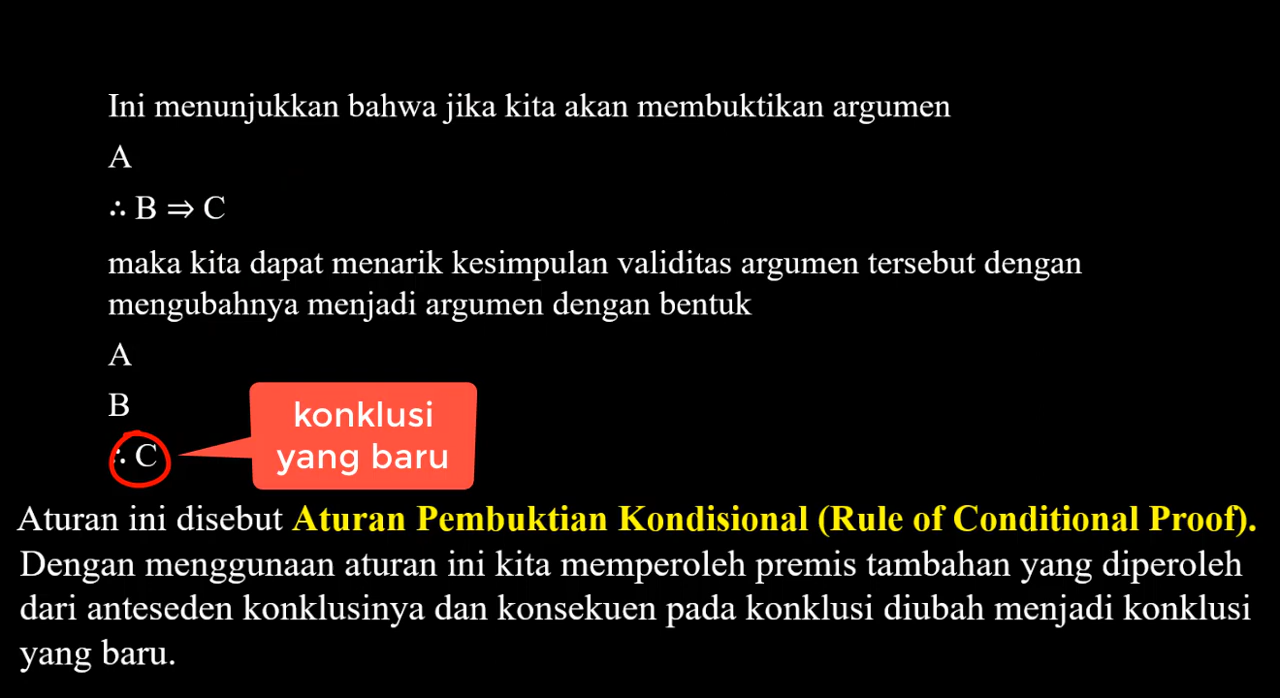 Ini menunjukkan bahwa jika kita akan membuktikan argumen
A
∴ B ⇒ C
maka kita dapat menarik kesimpulan validitas argumen tersebut dengan
mengubahnya menjadi argumen dengan bentuk
A
B
∴ C
konklusi
yang baru
Aturan ini disebut Aturan Pembuktian Kondisional (Rule of Conditional Proof).
Dengan menggunaan aturan ini kita memperoleh premis tambahan yang diperoleh
dari anteseden konklusinya dan konsekuen pada konklusi diubah menjadi konklusi
yang baru.